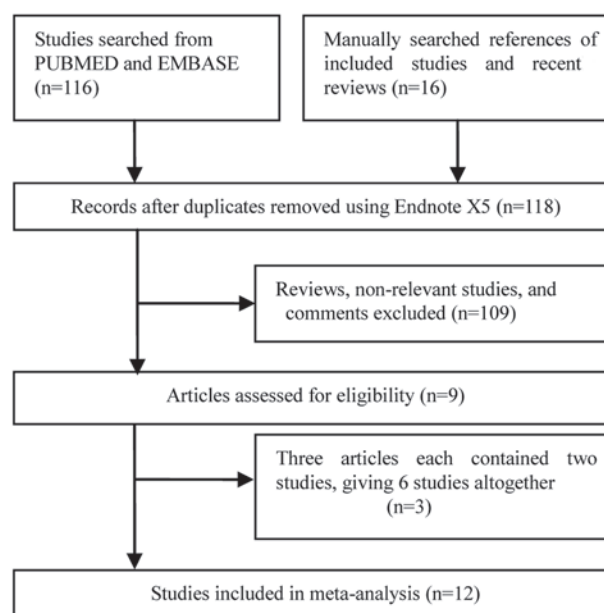 Studies searched from
PUBMED and EMBASE
(n=116)
Manually searched references of
included studies and recent
reviews (n=16)
Records after duplicates removed using Endnote X5 (n=118)
Reviews, non-relevant studies, and
comments excluded (n=109)
Articles assessed for eligibility (n=9)
Three articles each contained two
studies, giving 6 studies altogether
(n=3)
Studies included in meta-analysis (n=12)